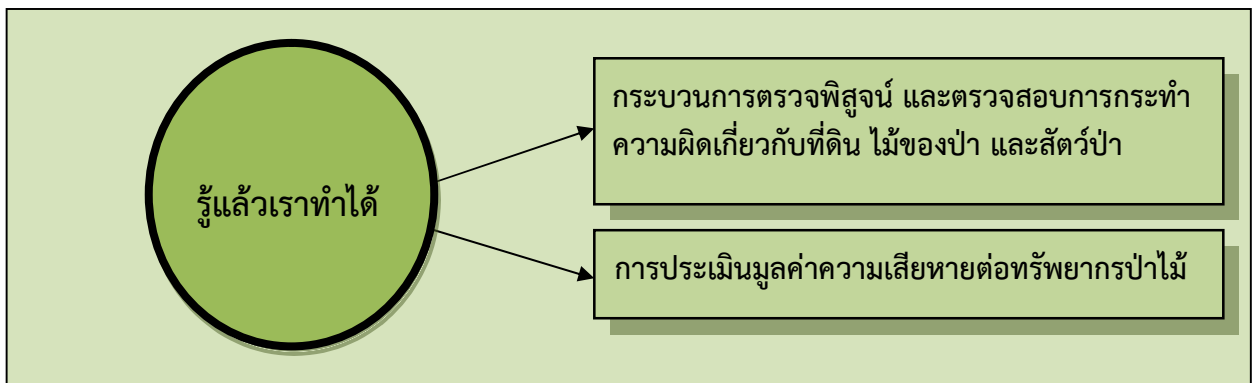 รู้แล้วเราทำได้
กระบวนการตรวจพิสูจน์ และตรวจสอบการกระทำ
ความผิดเกี่ยวกับที่ดิน ไม้ของป่า และสัตว์ป่า
การประเมินมูลค่าความเสียหายต่อทรัพยากรป่าไม้